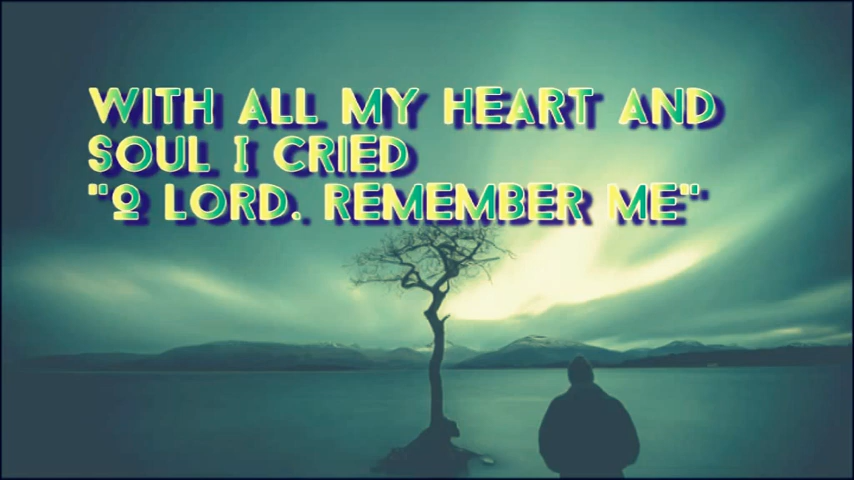 WITH ALL MY HEART AND
SOUL I CRIED
"O LORD, REMEMBER ME"